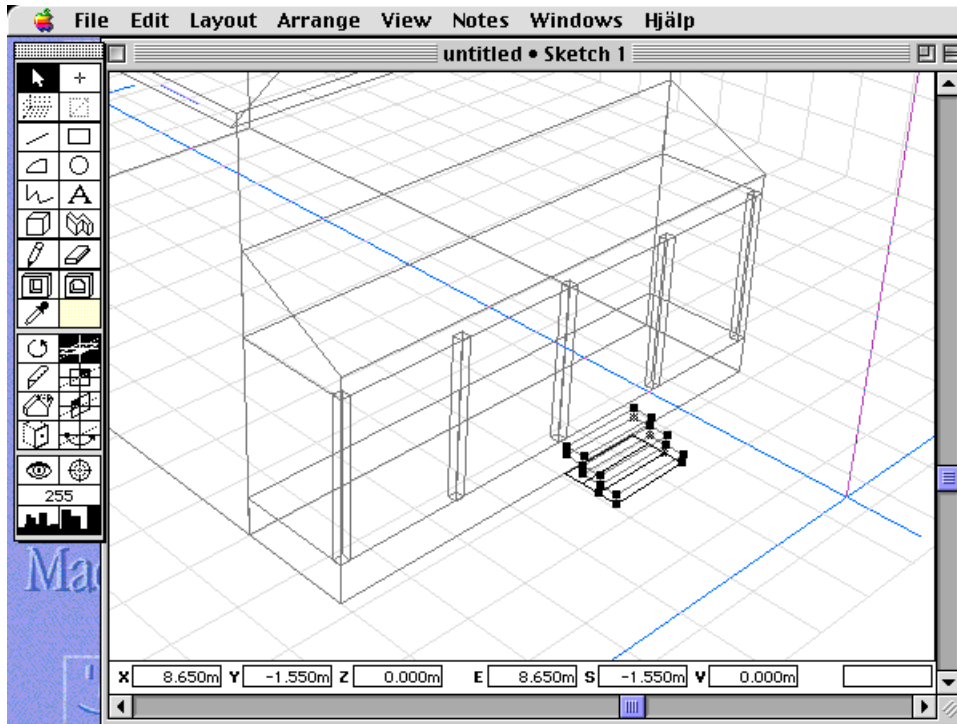 File Edit Layout Arrange View Notes Windows Hjälp
untitled • Sketch 1
A
255
Mac
X 8.650m Y -1.550m Z 0.000m E 8.650m S -1.550m V 0.000m